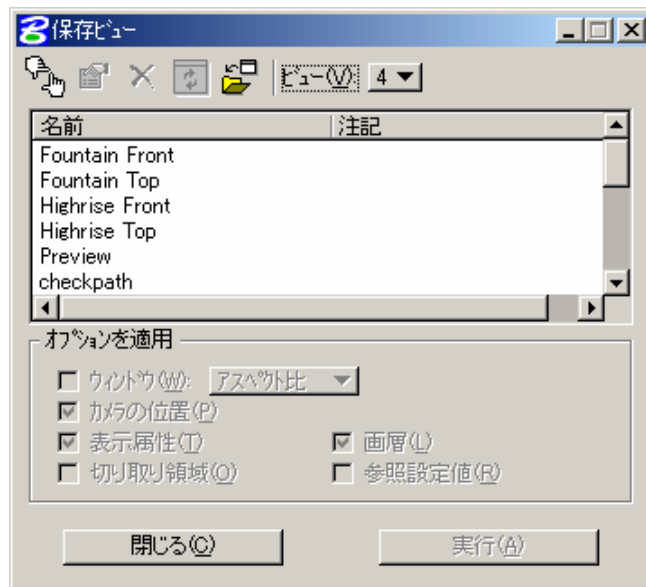 保存ﾋﾞｭｰ
ﾋﾞｭｰ(V): 4
名前 注記
Fountain Front
Fountain Top
Highrise Front
Highrise Top
Preview
checkpath
ｵﾌﾟｼｮﾝを適用
ｳｨﾝﾄﾞｳ(W): ｱｽﾍﾟｸﾄ比
ｶﾒﾗの位置(P)
表示属性(T) 画層(L)
切り取り領域(O) 参照設定値(R)
閉じる(C) 実行(A)